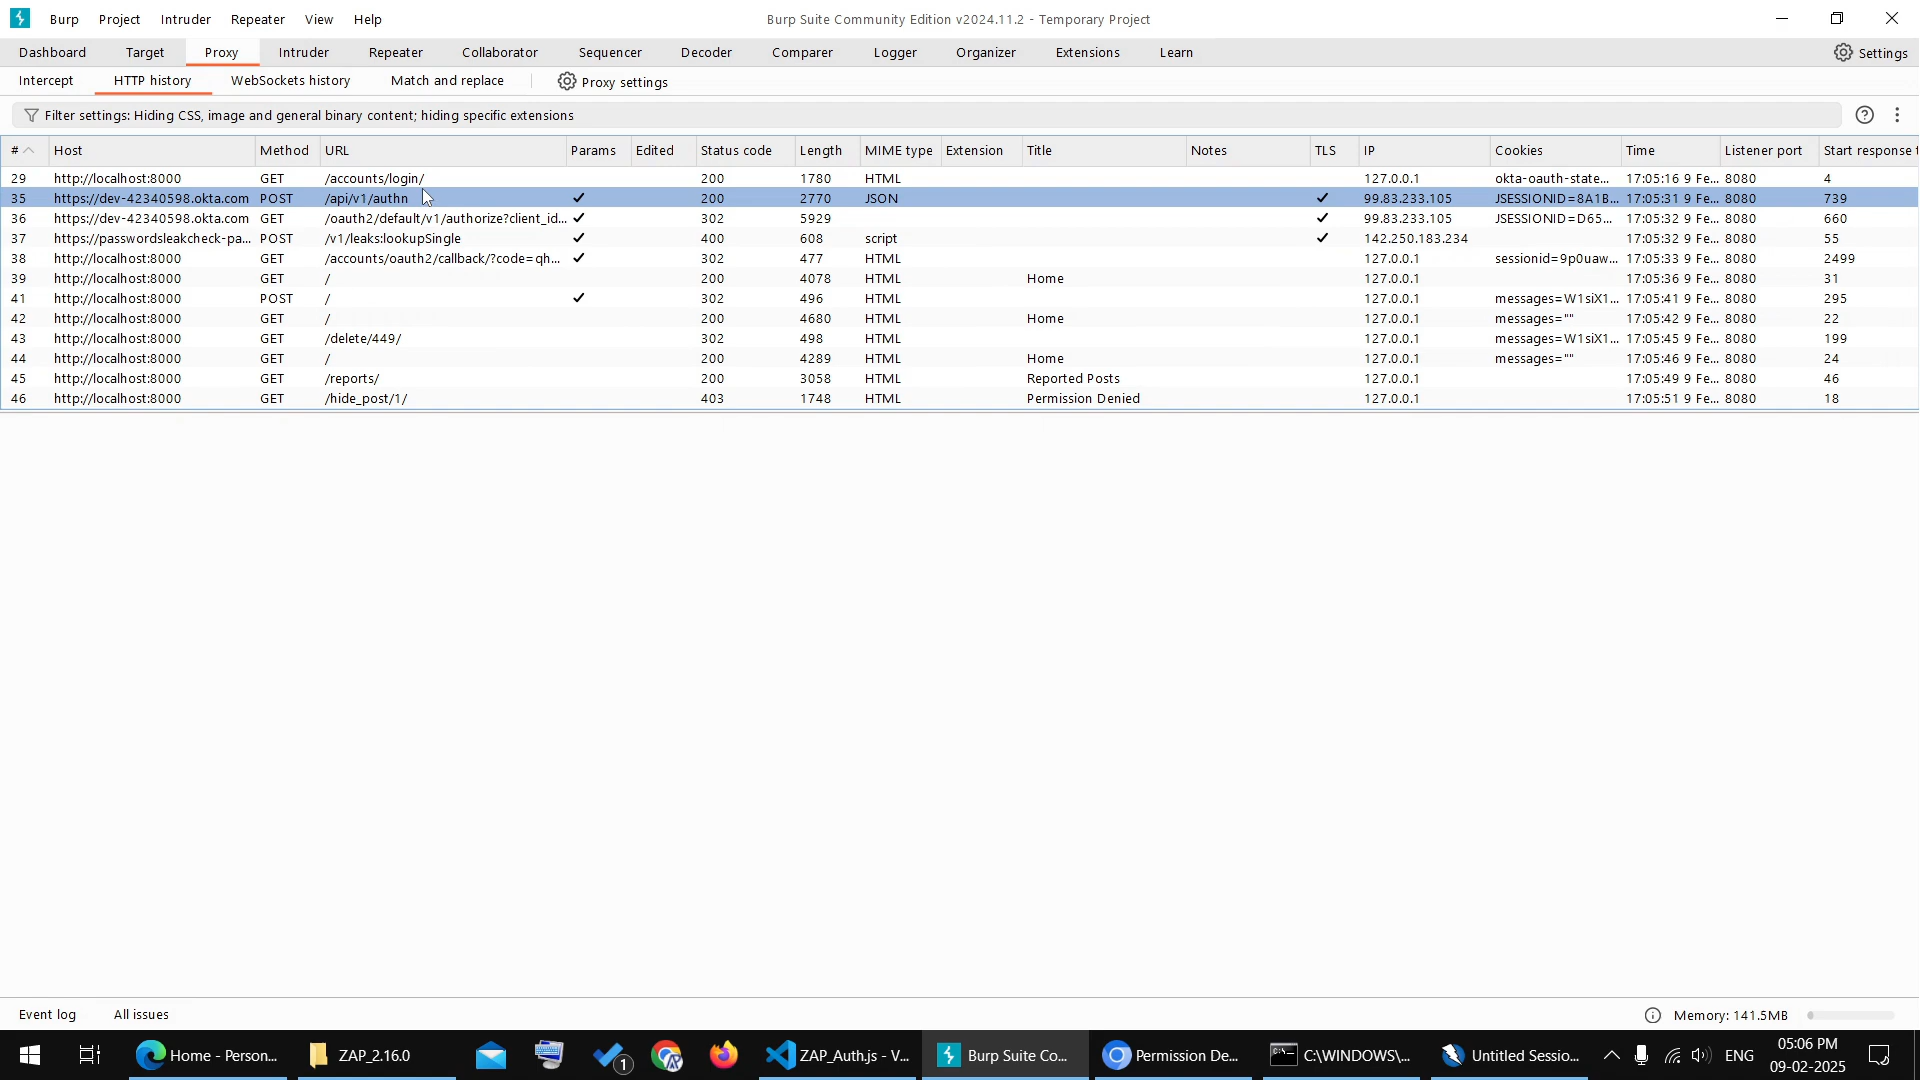 Burp Project Intruder Repeater View Help Burp Suite Community Edition v2024.11.2 - Temporary Project
Dashboard Target Proxy Intruder Repeater Collaborator Sequencer Decoder Comparer Logger Organizer Extensions Learn Settings
Intercept HTTP history WebSockets history Match and replace Proxy settings
Filter settings: Hiding CSS, image and general binary content; hiding specific extensions
# Host Method URL Params Edited Status code Length MIME type Extension Title Notes TLS IP Cookies Time Listener port Start response t
29 http://localhost:8000 GET /accounts/login/ 200 1780 HTML 127.0.0.1 okta-oauth-state... 17:05:16 9 Fe... 8080 4
35 https://dev-42340598.okta.com POST /api/v1/authn ✓ 200 2770 JSON ✓ 99.83.233.105 JSESSIONID=8A1B... 17:05:31 9 Fe... 8080 739
36 https://dev-42340598.okta.com GET /oauth2/default/v1/authorize?client_id... ✓ 302 5929 ✓ 99.83.233.105 JSESSIONID=D65... 17:05:32 9 Fe... 8080 660
37 https://passwordsleakcheck-pa... POST /v1/leaks:lookupSingle ✓ 400 608 script ✓ 142.250.183.234 17:05:32 9 Fe... 8080 55
38 http://localhost:8000 GET /accounts/oauth2/callback/?code=qh... ✓ 302 477 HTML 127.0.0.1 sessionid=9p0uaw... 17:05:33 9 Fe... 8080 2499
39 http://localhost:8000 GET / 200 4078 HTML Home 127.0.0.1 17:05:36 9 Fe... 8080 31
41 http://localhost:8000 POST / ✓ 302 496 HTML 127.0.0.1 messages=W1siX1... 17:05:41 9 Fe... 8080 295
42 http://localhost:8000 GET / 200 4680 HTML Home 127.0.0.1 messages="" 17:05:42 9 Fe... 8080 22
43 http://localhost:8000 GET /delete/449/ 302 498 HTML 127.0.0.1 messages=W1siX1... 17:05:45 9 Fe... 8080 199
44 http://localhost:8000 GET / 200 4289 HTML Home 127.0.0.1 messages="" 17:05:46 9 Fe... 8080 24
45 http://localhost:8000 GET /reports/ 200 3058 HTML Reported Posts 127.0.0.1 17:05:49 9 Fe... 8080 46
46 http://localhost:8000 GET /hide_post/1/ 403 1748 HTML Permission Denied 127.0.0.1 17:05:51 9 Fe... 8080 18
Event log All issues Memory: 141.5MB
Home - Person... ZAP_2.16.0 1 ZAP_Auth.js - V... Burp Suite Co... Permission De... C:\WINDOWS\... Untitled Sessio... ENG 05:06 PM
09-02-2025